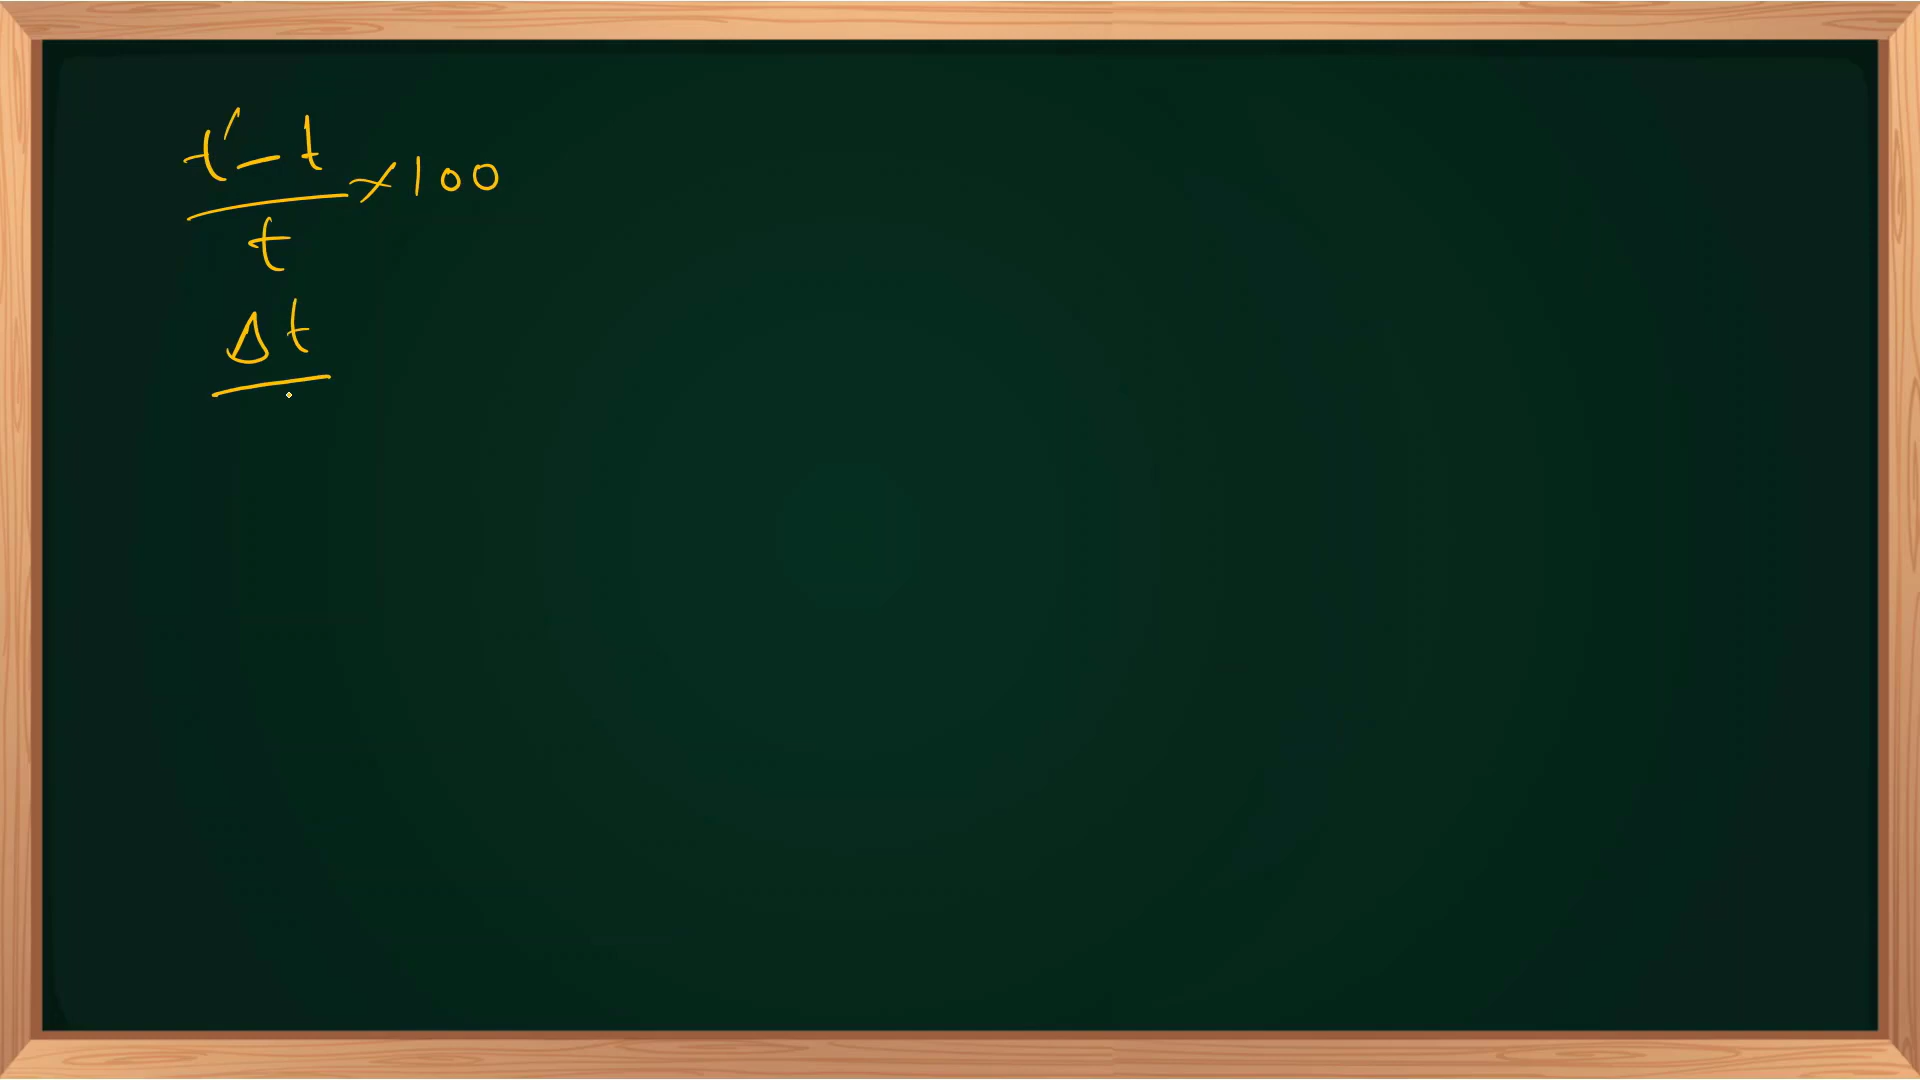 t′ – t
—— × 100
t
Δt
——